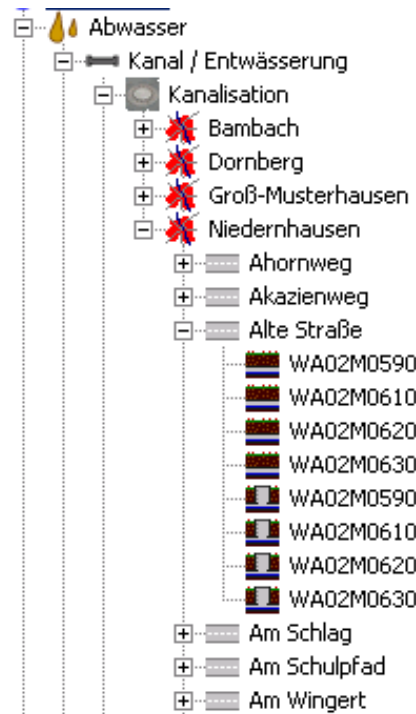 Abwasser
Kanal / Entwässerung
Kanalisation
Bambach
Dornberg
Groß-Musterhausen
Niedernhausen
Ahornweg
Akazienweg
Alte Straße
WA02M0590
WA02M0610
WA02M0620
WA02M0630
WA02M0590
WA02M0610
WA02M0620
WA02M0630
Am Schlag
Am Schulpfad
Am Wingert